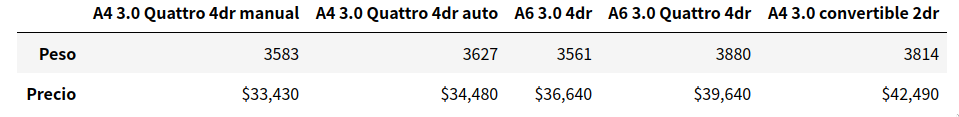 A4 3.0 Quattro 4dr manual A4 3.0 Quattro 4dr auto A6 3.0 4dr A6 3.0 Quattro 4dr A4 3.0 convertible 2dr
Peso 3583 3627 3561 3880 3814
Precio $33,430 $34,480 $36,640 $39,640 $42,490